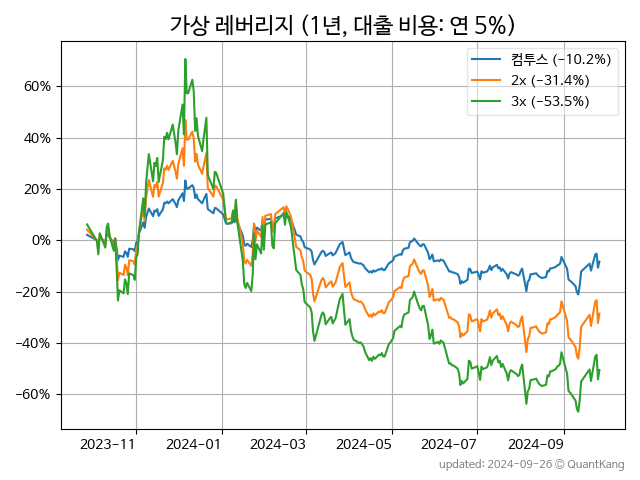 가상 레버리지 (1년, 대출 비용: 연 5%)
컴투스 (-10.2%)
2x (-31.4%)
3x (-53.5%)
60%
40%
20%
0%
-20%
-40%
-60%
2023-11 2024-01 2024-03 2024-05 2024-07 2024-09
updated: 2024-09-26 © QuantKang